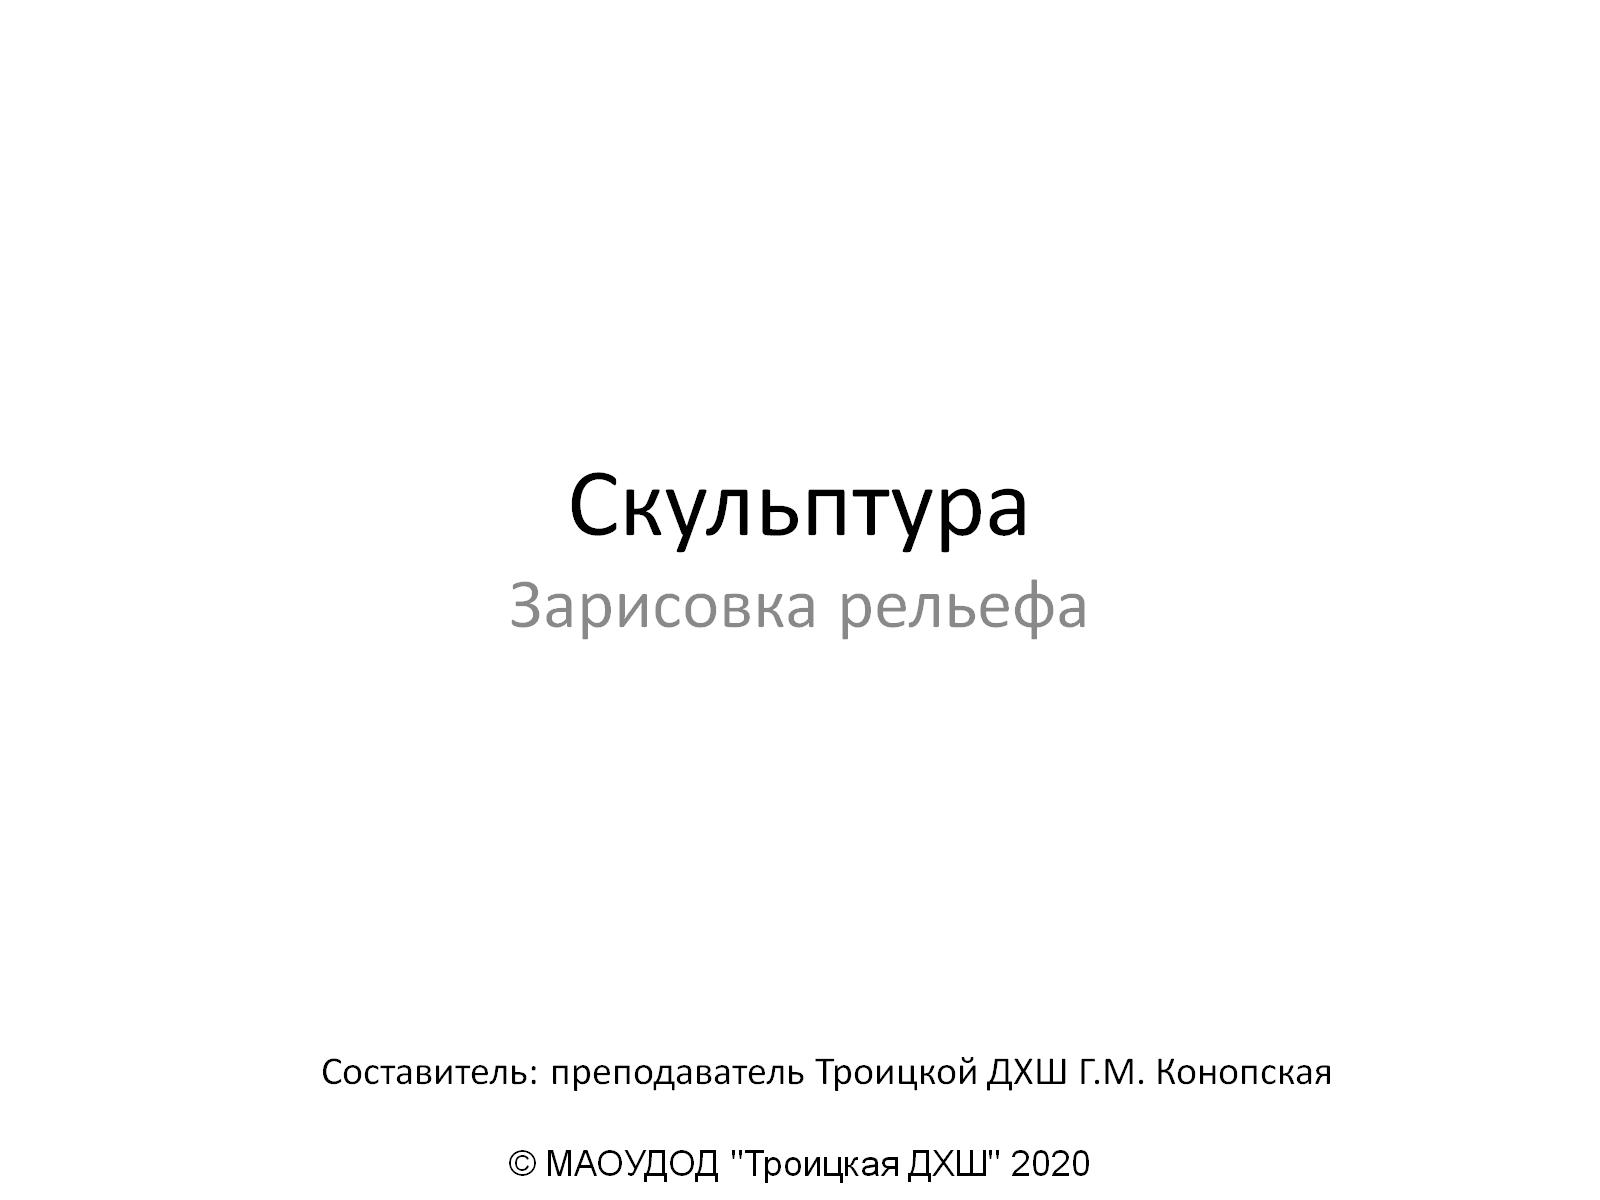 Скульптура
Зарисовка рельефа
Составитель: преподаватель Троицкой ДХШ Г.М. Конопская
© МАОУДОД "Троицкая ДХШ" 2020